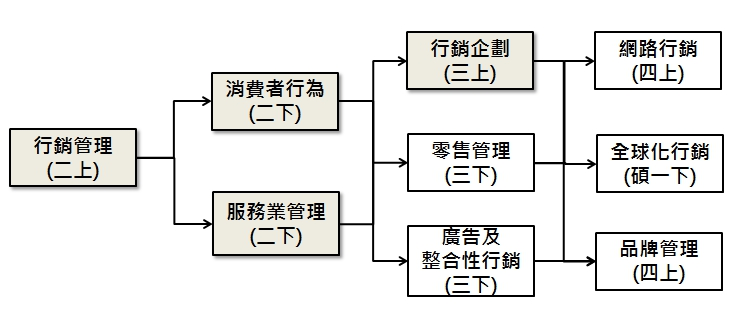 行銷管理
(二上)
消費者行為
(二下)
服務業管理
(二下)
行銷企劃
(三上)
零售管理
(三下)
廣告及
整合性行銷
(三下)
網路行銷
(四上)
全球化行銷
(碩一下)
品牌管理
(四上)